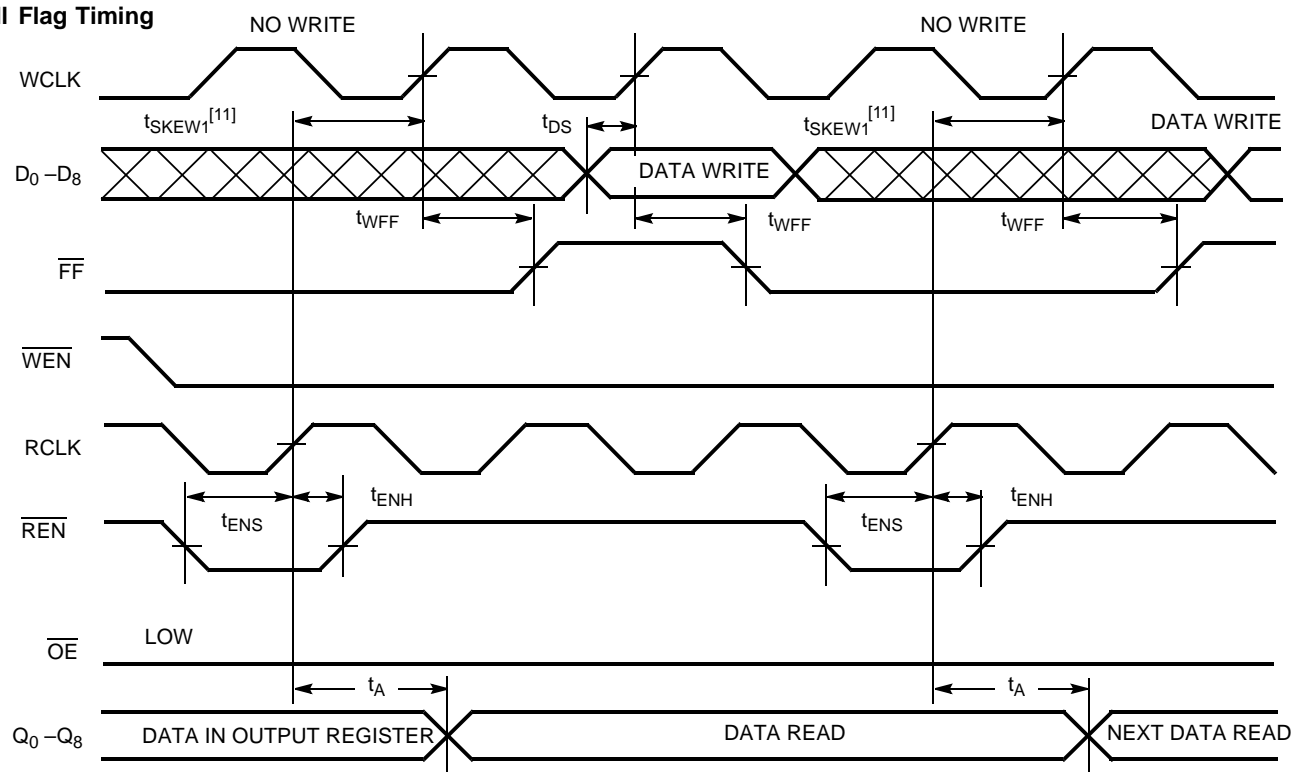 ll Flag Timing
NO WRITE
NO WRITE
WCLK
tSKEW1[11]
tDS
tSKEW1[11]
DATA WRITE
D0 –D8
DATA WRITE
tWFF
tWFF
tWFF
FF
WEN
RCLK
tENH
tENH
REN
tENS
tENS
OE
LOW
tA
tA
Q0 –Q8
DATA IN OUTPUT REGISTER
DATA READ
NEXT DATA READ